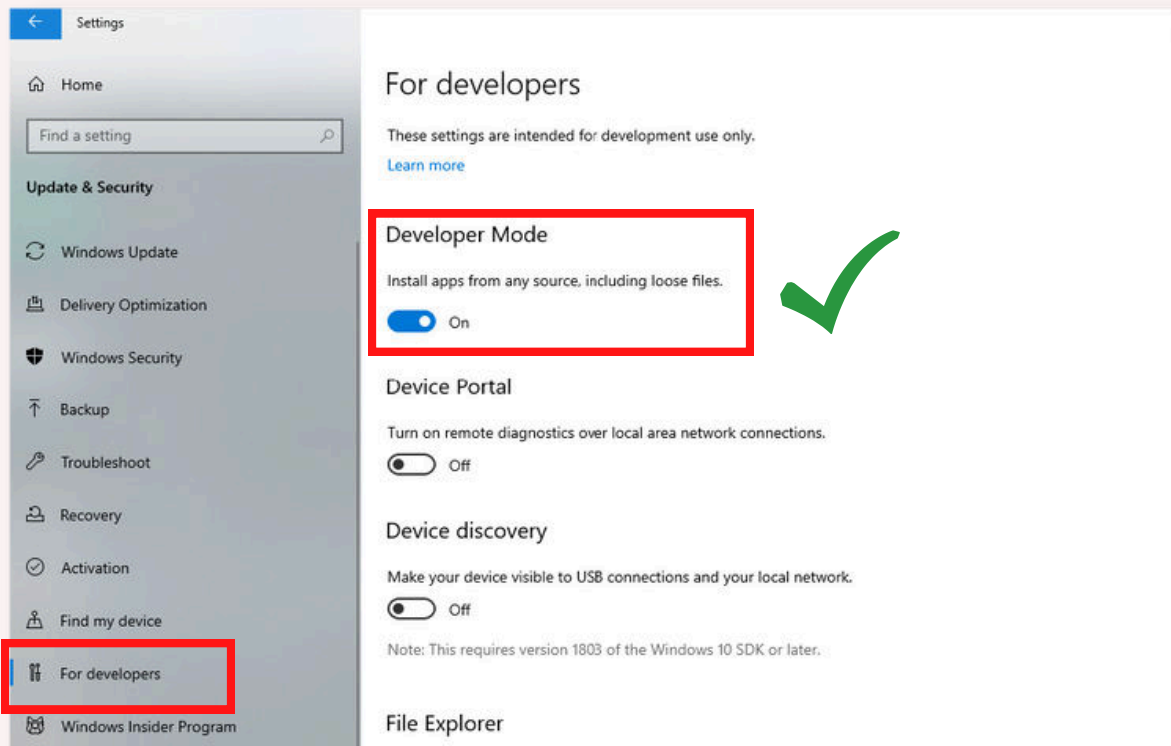 Settings
Home
Find a setting
Update & Security
Windows Update
Delivery Optimization
Windows Security
Backup
Troubleshoot
Recovery
Activation
Find my device
For developers
Windows Insider Program
For developers
These settings are intended for development use only.
Learn more
Developer Mode
Install apps from any source, including loose files.
On
Device Portal
Turn on remote diagnostics over local area network connections.
Off
Device discovery
Make your device visible to USB connections and your local network.
Off
Note: This requires version 1803 of the Windows 10 SDK or later.
File Explorer